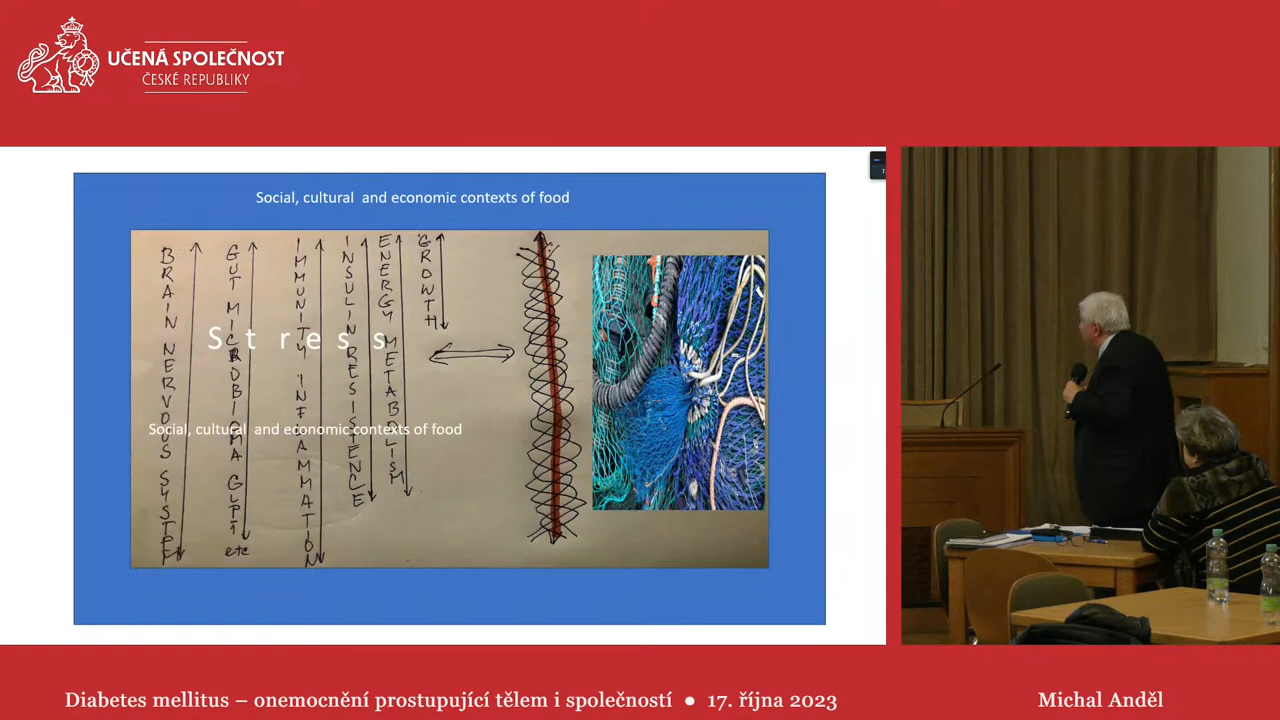 UČENÁ SPOLEČNOST
ČESKÉ REPUBLIKY
Social, cultural and economic contexts of food
BRAIN NERVOUS SYSTEM
GUT MICROBIOMA GLP1
etc
IMMUNITY INFLAMMATION
INSULIN RESISTENCE
ENERGY METABOLISM
GROWTH
Stress
Social, cultural and economic contexts of food
Diabetes mellitus – onemocnění prostupující tělem i společností ● 17. října 2023
Michal Anděl